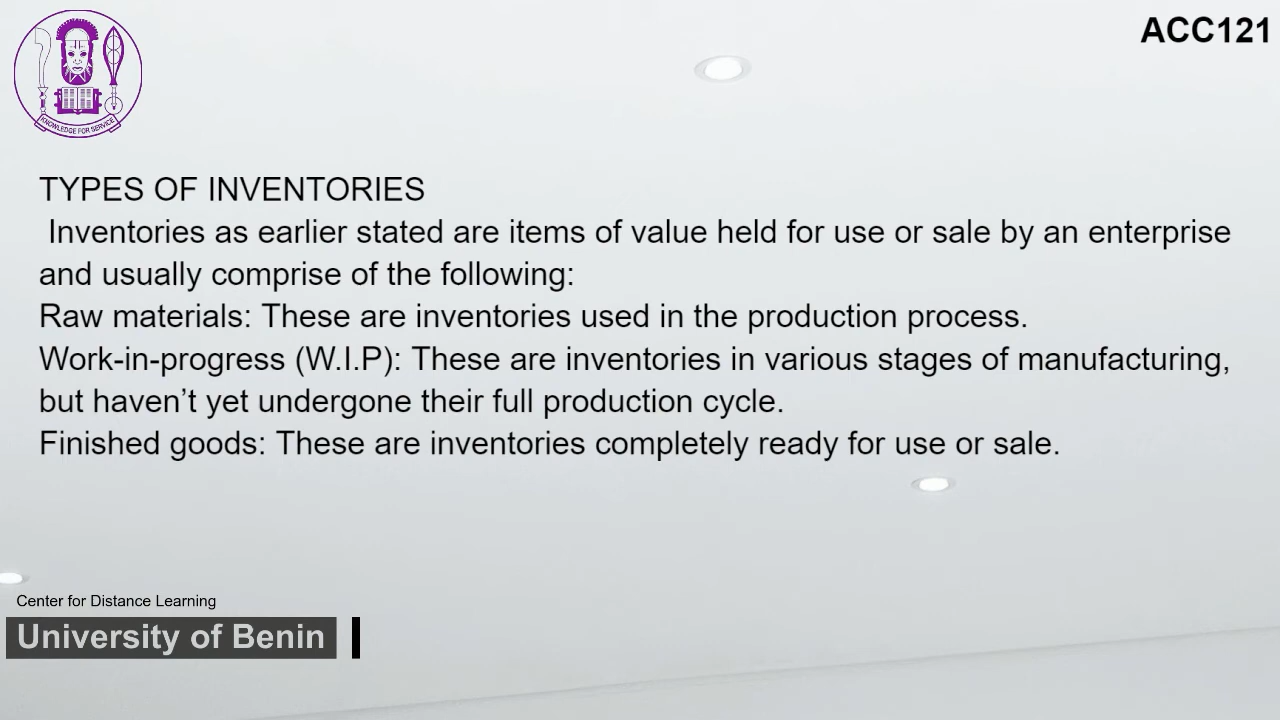 ACC121
KNOWLEDGE FOR SERVICE
TYPES OF INVENTORIES
Inventories as earlier stated are items of value held for use or sale by an enterprise
and usually comprise of the following:
Raw materials: These are inventories used in the production process.
Work-in-progress (W.I.P): These are inventories in various stages of manufacturing,
but haven’t yet undergone their full production cycle.
Finished goods: These are inventories completely ready for use or sale.
Center for Distance Learning
University of Benin